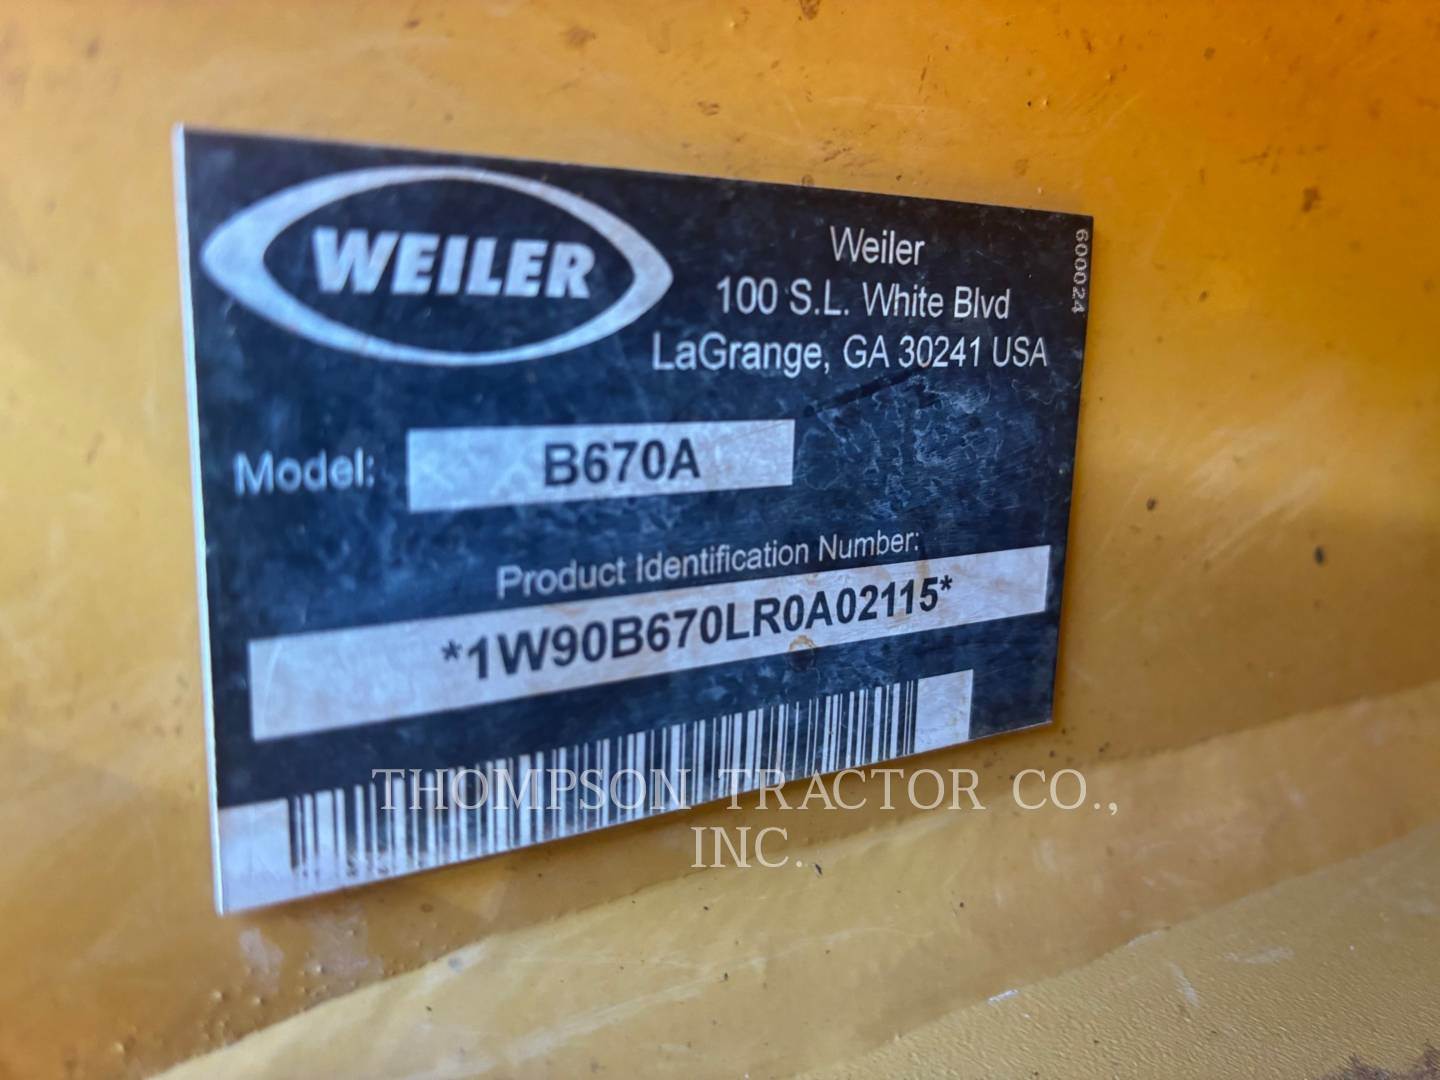 WEILER
Weiler
100 S.L. White Blvd
LaGrange, GA 30241 USA
600024
Model: B670A
Product Identification Number:
*1W90B670LR0A02115*
THOMPSON TRACTOR CO.,
INC.